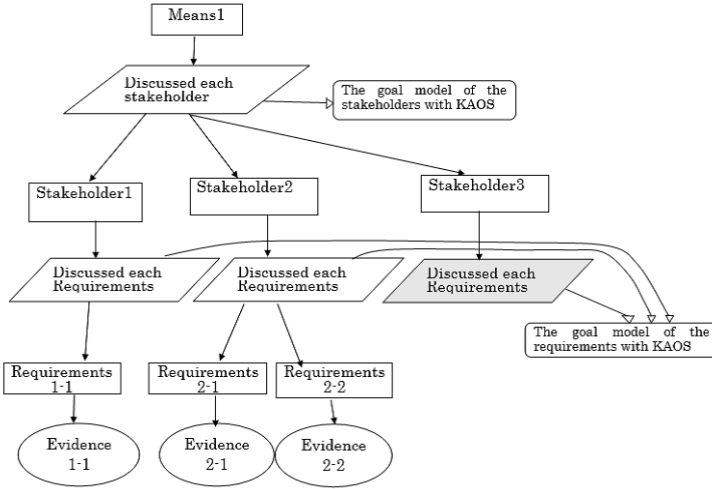 Means1
Discussed each
stakeholder
The goal model of the
stakeholders with KAOS
Stakeholder1
Stakeholder2
Stakeholder3
Discussed each
Requirements
Discussed each
Requirements
Discussed each
Requirements
The goal model of the
requirements with KAOS
Requirements
1-1
Requirements
2-1
Requirements
2-2
Evidence
1-1
Evidence
2-1
Evidence
2-2